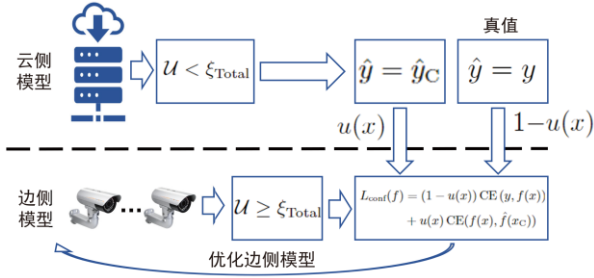 真值
云侧
模型
𝒰 < ξ_Total
ŷ = ŷ_C
ŷ = y
u(x)
1−u(x)
边侧
模型
...
𝒰 ≥ ξ_Total
L_conf(f) = (1 − u(x)) CE (y, f(x))
+ u(x) CE(f(x), f̂(x_C))
优化边侧模型